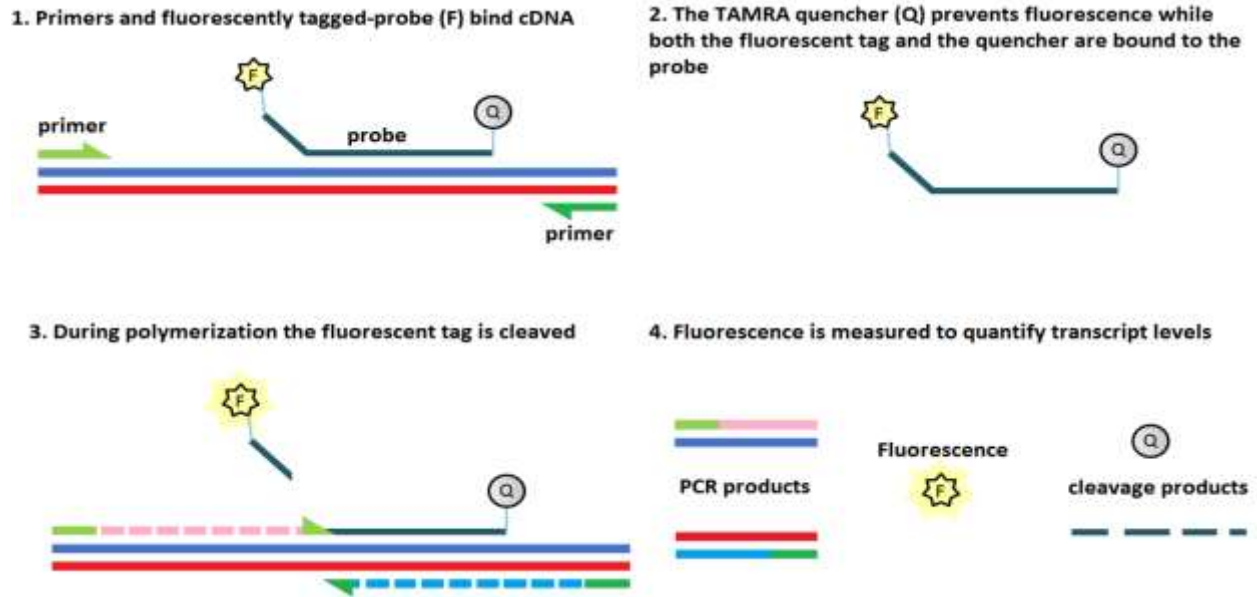 1. Primers and fluorescently tagged-probe (F) bind cDNA
F
Q
primer
probe
primer
2. The TAMRA quencher (Q) prevents fluorescence while
both the fluorescent tag and the quencher are bound to the
probe
F
Q
3. During polymerization the fluorescent tag is cleaved
F
Q
4. Fluorescence is measured to quantify transcript levels
PCR products
Fluorescence
F
Q
cleavage products